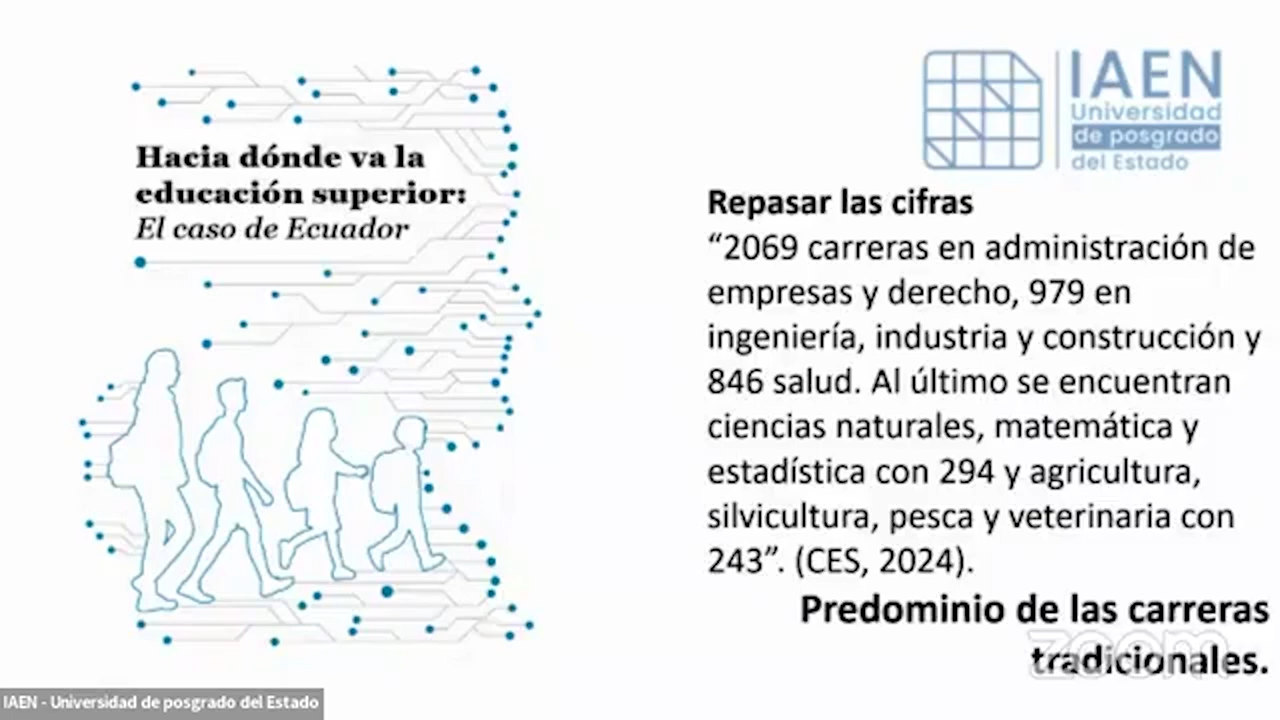 Hacia dónde va la
educación superior:
El caso de Ecuador
IAEN
Universidad
de posgrado
del Estado
Repasar las cifras
“2069 carreras en administración de
empresas y derecho, 979 en
ingeniería, industria y construcción y
846 salud. Al último se encuentran
ciencias naturales, matemática y
estadística con 294 y agricultura,
silvicultura, pesca y veterinaria con
243”. (CES, 2024).
Predominio de las carreras
tradicionales.
zoom
IAEN - Universidad de posgrado del Estado